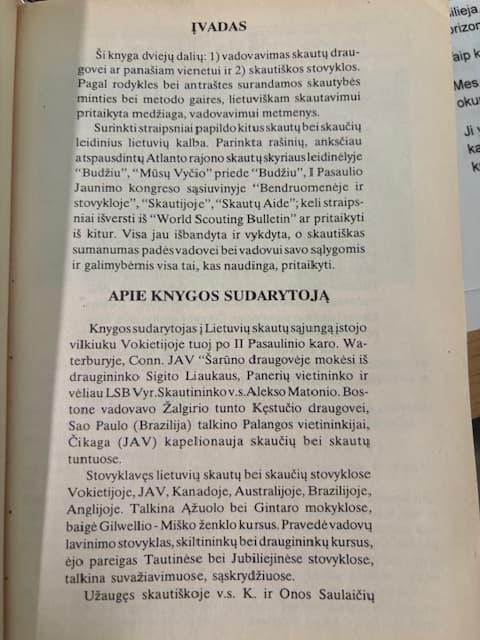 ĮVADAS
Ši knyga dviejų dalių: 1) vadovavimas skautų drau-
govei ar panašiam vienetui ir 2) skautiškos stovyklos.
Pagal rodykles bei antraštes surandamos skautybės
minties bei metodo gaires, lietuviškam skautavimui
pritaikyta medžiaga, vadovavimui metmenys.
Surinkti straipsniai papildo kitus skautų bei skaučių
leidinius lietuvių kalba. Parinkta rašinių, anksčiau
atspausdintų Atlanto rajono skautų skyriaus leidinėlyje
"Budžiu", "Mūsų Vyčio" priede "Budžiu", I Pasaulio
Jaunimo kongreso sąsiuvinyje "Bendruomenėje ir
stovykloje", "Skautijoje", "Skautų Aide"; keli straips-
sniai išversti iš "World Scouting Bulletin" ar pritaikyti
iš kitur. Visa jau išbandyta ir vykdyta, o skautiškas
sumanumas padės vadovei bei vadovui savo sąlygomis
ir galimybėmis visa tai, kas naudinga, pritaikyti.
APIE KNYGOS SUDARYTOJĄ
Knygos sudarytojas į Lietuvių skautų sąjungą įstojo
vilkiuku Vokietijoje tuoj po II Pasaulinio karo. Wa-
terburyje, Conn. JAV "Šarūno draugovėje mokėsi iš
draugininko Sigito Liaukaus, Panerių vietininko ir
vėliau LSB Vyr.Skautininko v.s. Alekso Matonio. Bos-
tone vadovavo Žalgirio tunto Kęstučio draugovei,
Sao Paulo (Brazilija) talkino Palangos vietininkijai,
Čikaga (JAV) kapelionauja skaučių bei skautų
tuntuose.
Stovyklavęs lietuvių skautų bei skaučių stovyklose
Vokietijoje, JAV, Kanadoje, Australijoje, Brazilijoje,
Anglijoje. Talkina Ąžuolo bei Gintaro mokyklose,
baigė Gilwellio - Miško ženklo kursus. Pravedė vadovų
lavinimo stovyklas, skiltininkų bei draugininkų kursus,
ėjo pareigas Tautinėse bei Jubiliejinėse stovyklose,
talkina suvažiavimuose, sąskrydžiuose.
Užaugęs skautiškoje v.s. K. ir Onos Saulaičių